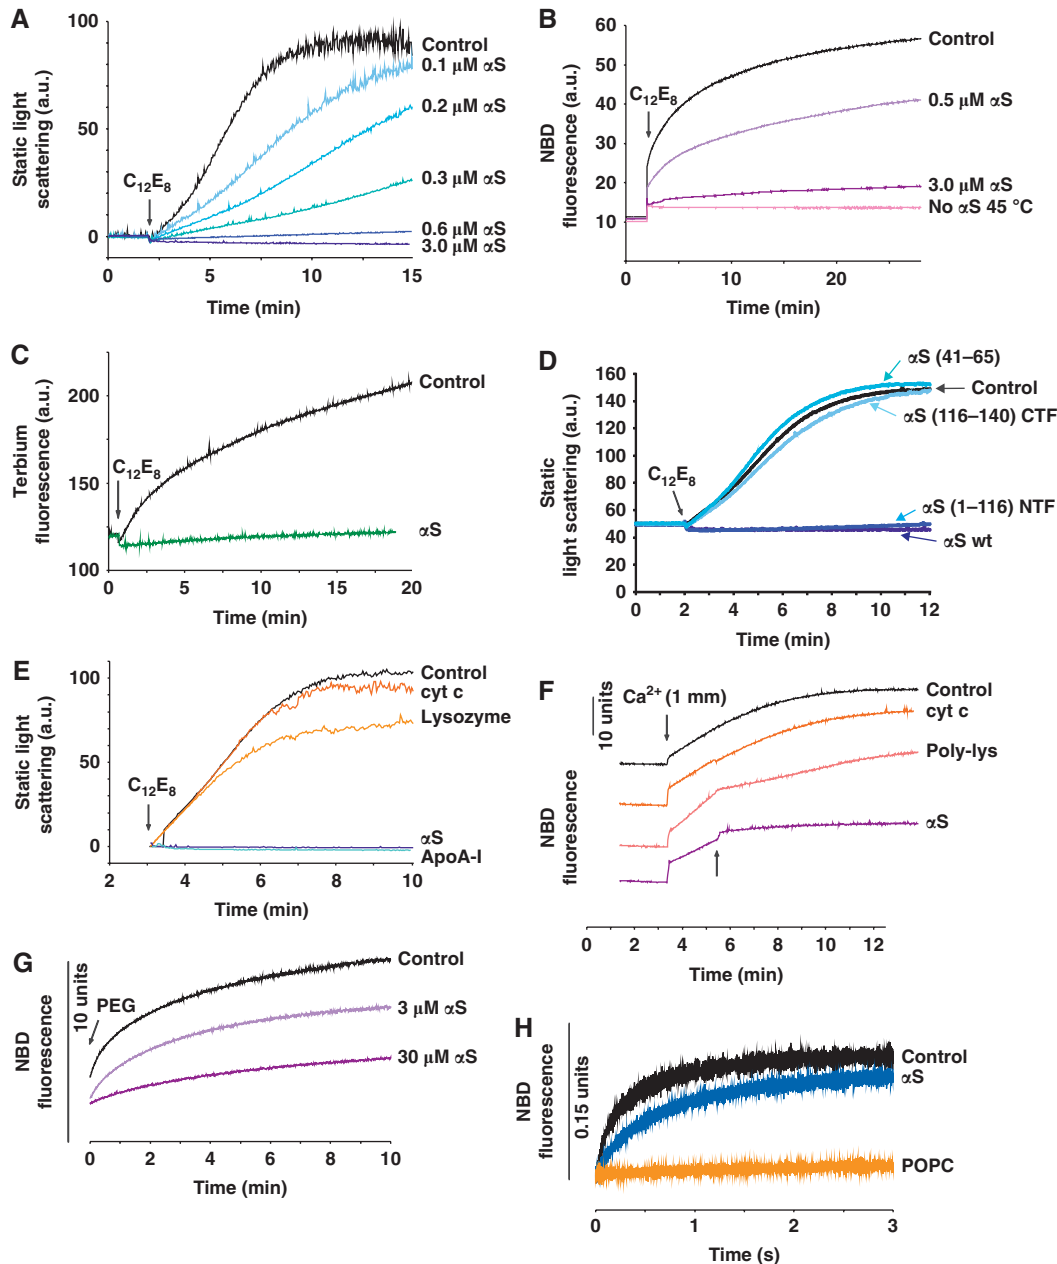 A
Static light
scattering (a.u.)
100
50
0
C12E8
Control
0.1 µM αS
0.2 µM αS
0.3 µM αS
0.6 µM αS
3.0 µM αS
0 5 10 15
Time (min)
B
NBD
fluorescence (a.u.)
60
50
40
30
20
10
C12E8
Control
0.5 µM αS
3.0 µM αS
No αS 45 °C
0 10 20
Time (min)
C
Terbium
fluorescence (a.u.)
200
100
C12E8
Control
αS
0 5 10 15 20
Time (min)
D
Static
light scattering (a.u.)
160
140
120
100
80
60
40
20
0
C12E8
αS (41–65)
Control
αS (116–140) CTF
αS (1–116) NTF
αS wt
0 2 4 6 8 10 12
Time (min)
E
Static light
scattering (a.u.)
100
50
0
C12E8
Control
cyt c
Lysozyme
αS
ApoA-I
2 4 6 8 10
Time (min)
F
NBD
fluorescence
10 units
Ca2+ (1 mm)
Control
cyt c
Poly-lys
αS
0 2 4 6 8 10 12
Time (min)
G
NBD
fluorescence
10 units
PEG
Control
3 µM αS
30 µM αS
0 2 4 6 8 10
Time (min)
H
NBD
fluorescence
0.15 units
Control
αS
POPC
0 1 2 3
Time (s)